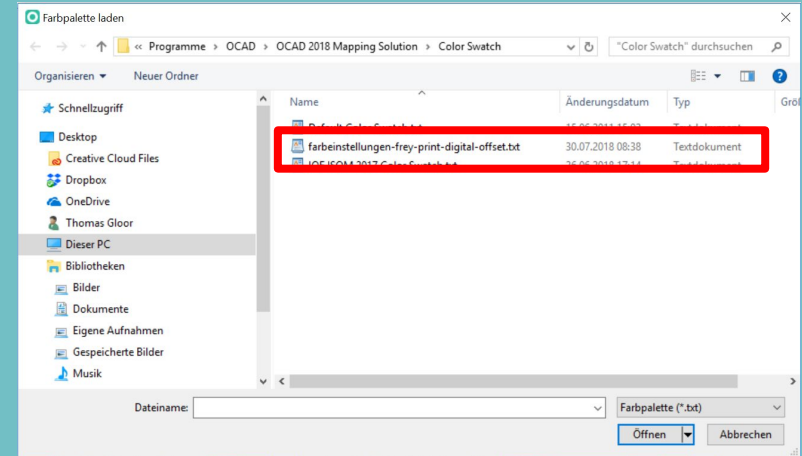 Farbpalette laden
« Programme > OCAD > OCAD 2018 Mapping Solution > Color Swatch
"Color Swatch" durchsuchen
Organisieren
Neuer Ordner
Name
Änderungsdatum
Typ
Größ
Schnellzugriff
Desktop
Creative Cloud Files
Dropbox
OneDrive
Thomas Gloor
Dieser PC
Bibliotheken
Bilder
Dokumente
Eigene Aufnahmen
Gespeicherte Bilder
Musik
farbeinstellungen-frey-print-digital-offset.txt
30.07.2018 08:38
Textdokument
Dateiname:
Farbpalette (*.txt)
Öffnen
Abbrechen